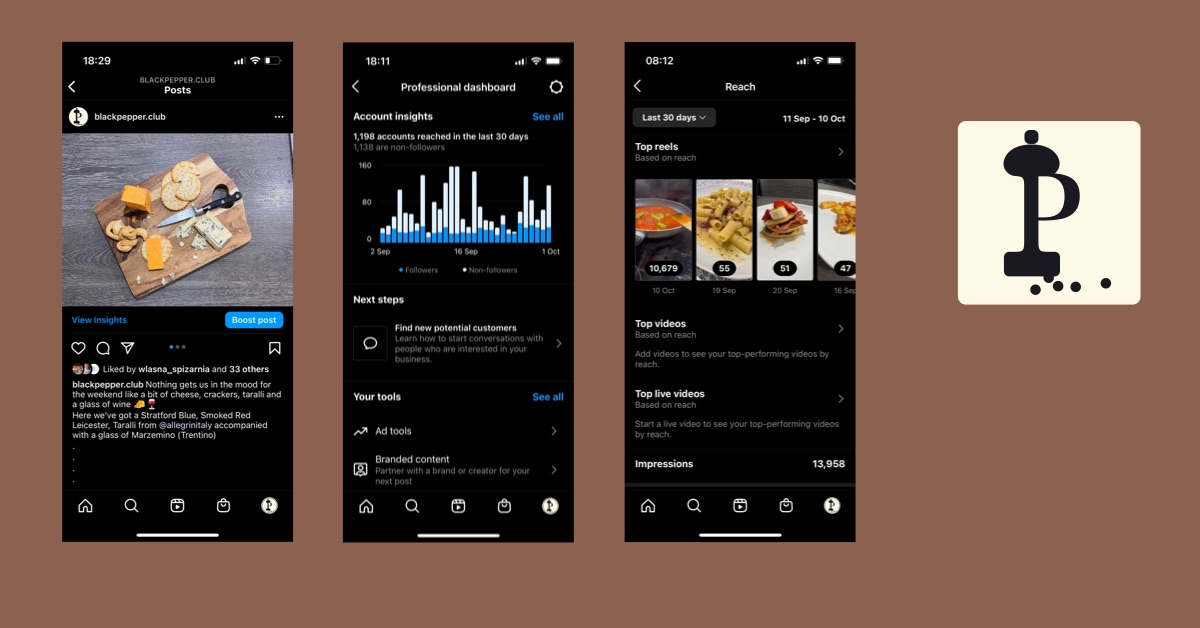 18:29
BLACKPEPPER.CLUB
Posts
blackpepper.club
View Insights
Boost post
Liked by wlasna_spizarnia and 33 others
blackpepper.club Nothing gets us in the mood for
the weekend like a bit of cheese, crackers, taralli and
a glass of wine 🧀🍷
Here we've got a Stratford Blue, Smoked Red
Leicester, Taralli from @allegrinitaly accompanied
with a glass of Marzemino (Trentino)
.
.
.
.
18:11
Professional dashboard
Account insights
See all
1,198 accounts reached in the last 30 days
1,138 are non-followers
160
80
0
2 Sep
16 Sep
1 Oct
Followers
Non-followers
Next steps
Find new potential customers
Learn how to start conversations with
people who are interested in your
business.
Your tools
See all
Ad tools
Branded content
Partner with a brand or creator for your
next post
08:12
Reach
Last 30 days
11 Sep - 10 Oct
Top reels
Based on reach
10,679
55
51
47
10 Oct
19 Sep
20 Sep
16 Sep
Top videos
Based on reach
Add videos to see your top-performing videos by
reach.
Top live videos
Based on reach
Start a live video to see your top-performing videos
by reach.
Impressions
13,958
P